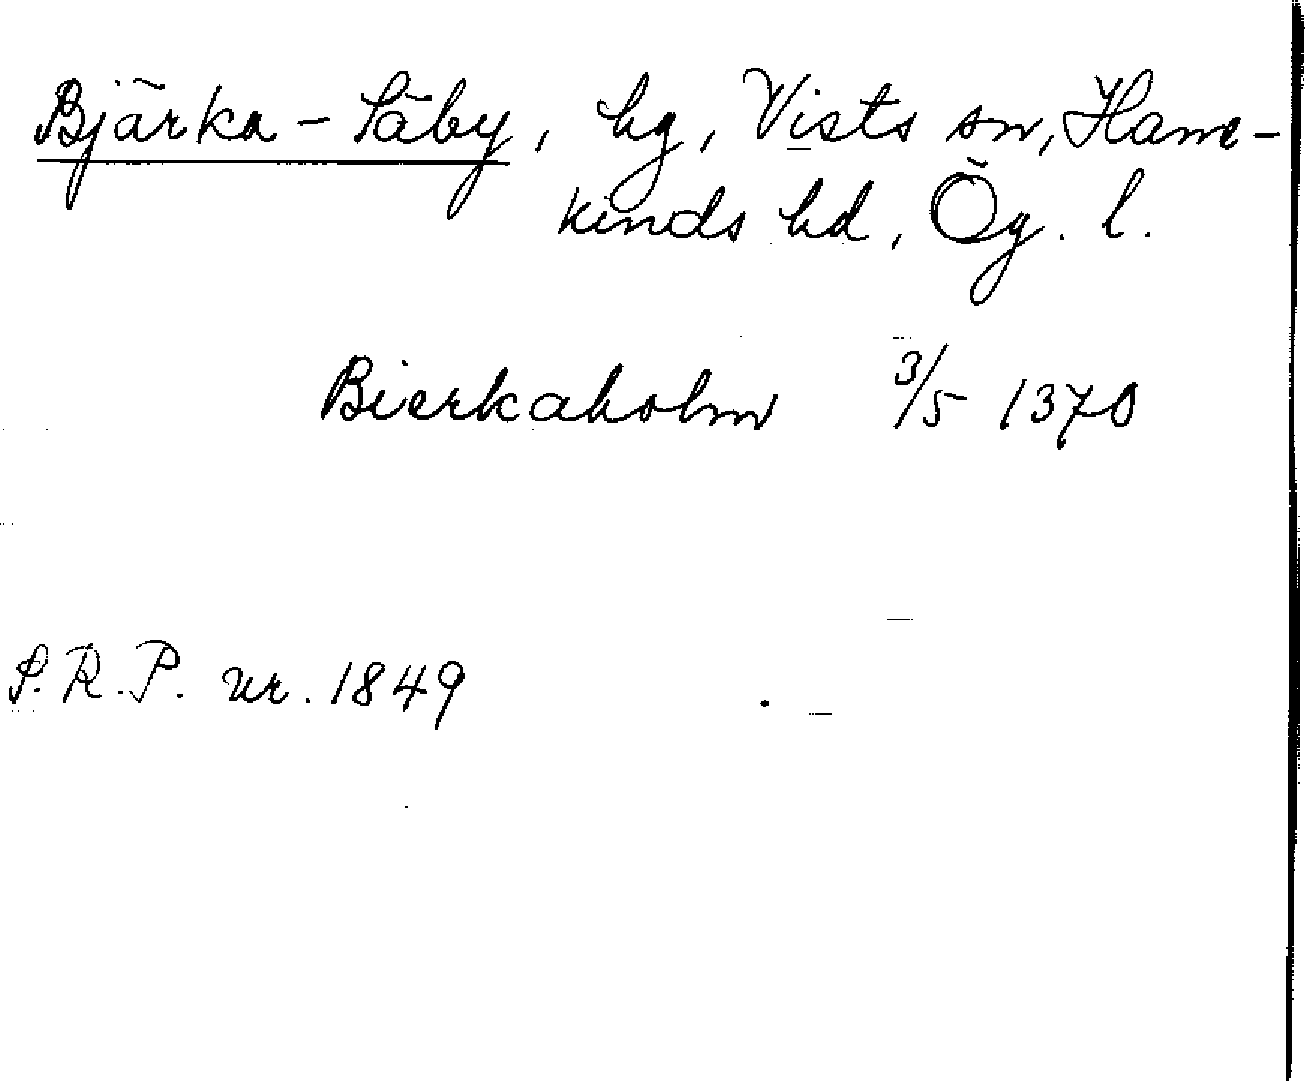 Bjärka-Säby, hg, Vists sn, Hane-
kinds hd, Ög. l.
Bierkaholm 3/5 1370
S.R.P. nr. 1849